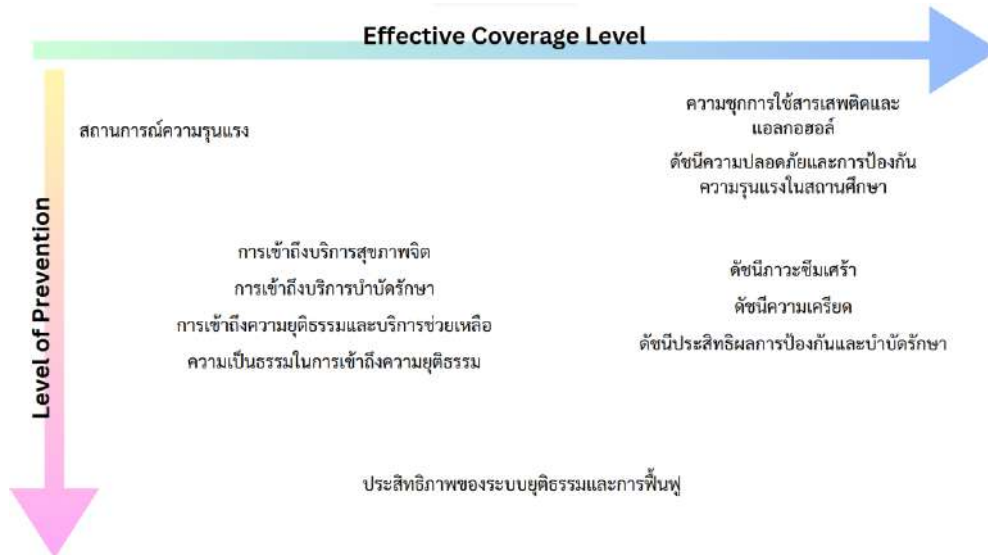 Effective Coverage Level
Level of Prevention
สถานการณ์ความรุนแรง
ความชุกการใช้สารเสพติดและ
แอลกอฮอล์
ดัชนีความปลอดภัยและการป้องกัน
ความรุนแรงในสถานศึกษา
การเข้าถึงบริการสุขภาพจิต
การเข้าถึงบริการบำบัดรักษา
การเข้าถึงความยุติธรรมและบริการช่วยเหลือ
ความเป็นธรรมในการเข้าถึงความยุติธรรม
ดัชนีภาวะซึมเศร้า
ดัชนีความเครียด
ดัชนีประสิทธิผลการป้องกันและบำบัดรักษา
ประสิทธิภาพของระบบยุติธรรมและการฟื้นฟู